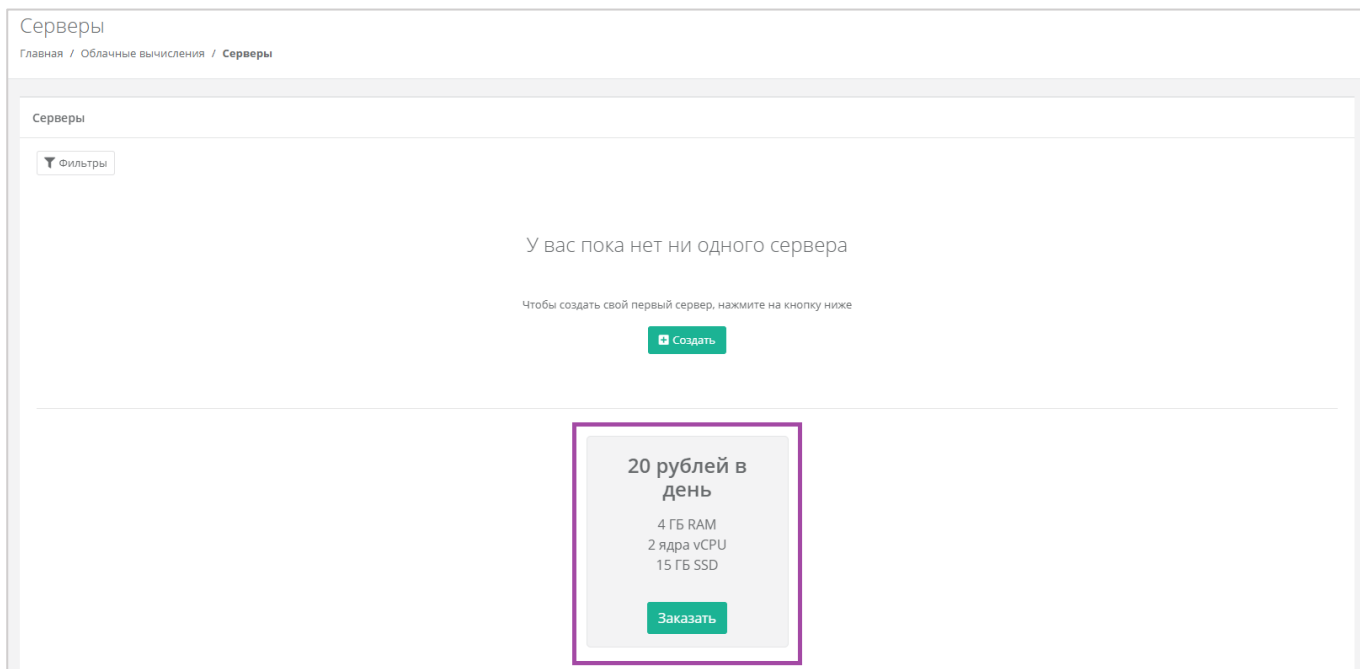 Серверы
Главная / Облачные вычисления / Серверы
Серверы
Фильтры
У вас пока нет ни одного сервера
Чтобы создать свой первый сервер, нажмите на кнопку ниже
Создать
20 рублей в
день
4 ГБ RAM
2 ядра vCPU
15 ГБ SSD
Заказать